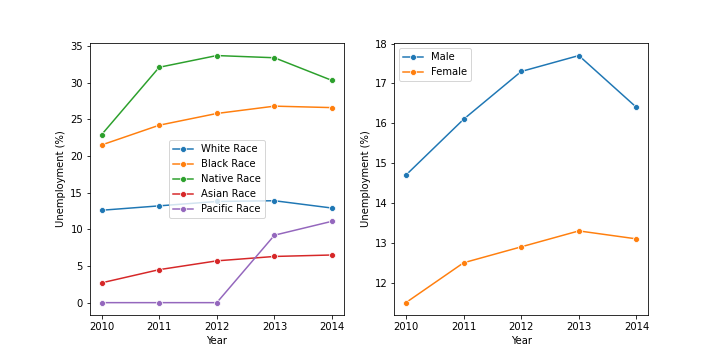 35
30
25
20
15
10
5
0
Unemployment (%)
White Race
Black Race
Native Race
Asian Race
Pacific Race
2010 2011 2012 2013 2014
Year
18
17
16
15
14
13
12
Unemployment (%)
Male
Female
2010 2011 2012 2013 2014
Year